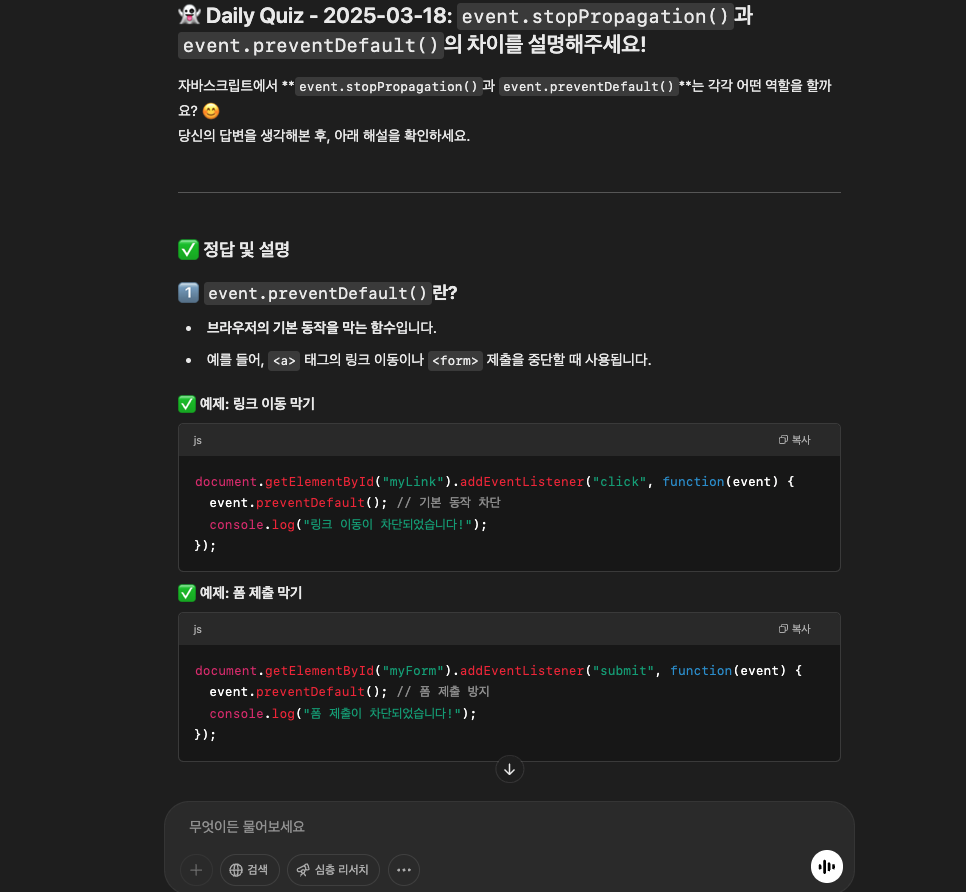 👻 Daily Quiz - 2025-03-18: event.stopPropagation()과
event.preventDefault()의 차이를 설명해주세요!
자바스크립트에서 **event.stopPropagation()과 event.preventDefault()**는 각각 어떤 역할을 할까
요? 😊
당신의 답변을 생각해본 후, 아래 해설을 확인하세요.
✅ 정답 및 설명
1️⃣ event.preventDefault()란?
• 브라우저의 기본 동작을 막는 함수입니다.
• 예를 들어, <a> 태그의 링크 이동이나 <form> 제출을 중단할 때 사용됩니다.
✅ 예제: 링크 이동 막기
js 복사
document.getElementById("myLink").addEventListener("click", function(event) {
  event.preventDefault(); // 기본 동작 차단
  console.log("링크 이동이 차단되었습니다!");
});
✅ 예제: 폼 제출 막기
js 복사
document.getElementById("myForm").addEventListener("submit", function(event) {
  event.preventDefault(); // 폼 제출 방지
  console.log("폼 제출이 차단되었습니다!");
});
무엇이든 물어보세요
검색 심층 리서치